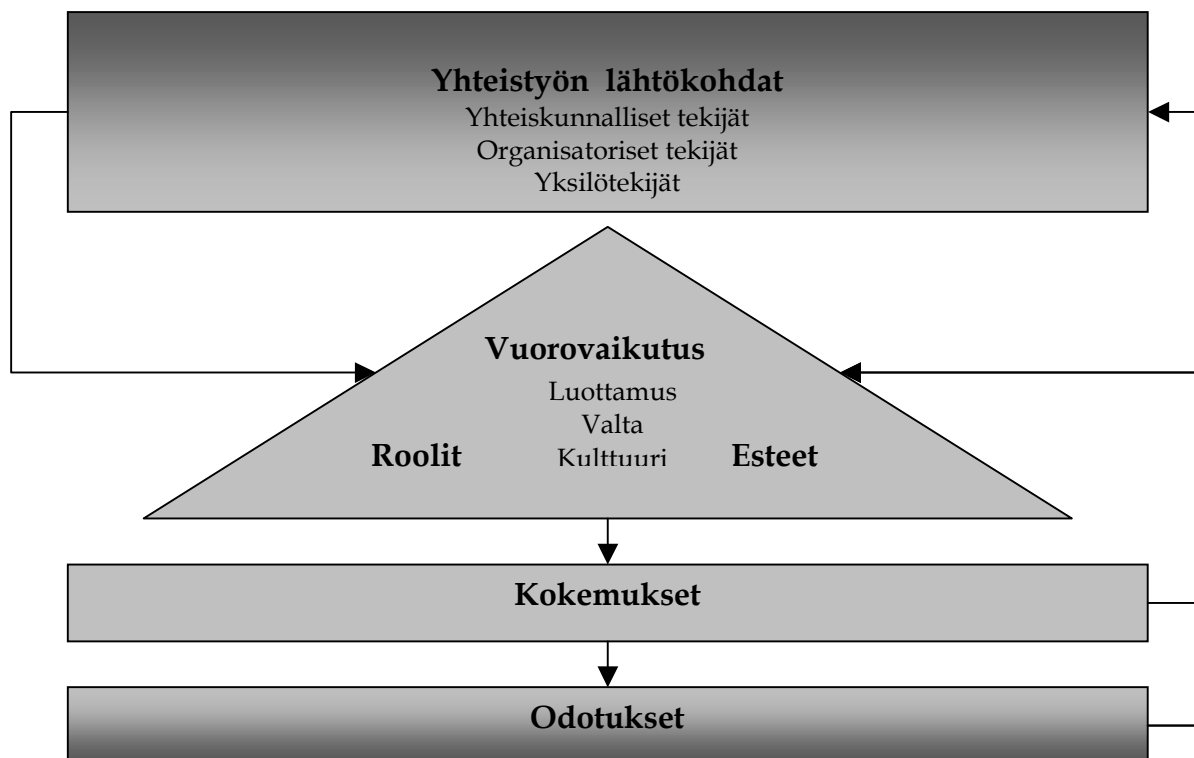 Yhteistyön lähtökohdat
Yhteiskunnalliset tekijät
Organisatoriset tekijät
Yksilötekijät
Vuorovaikutus
Luottamus
Valta
Roolit Kulttuuri Esteet
Kokemukset
Odotukset